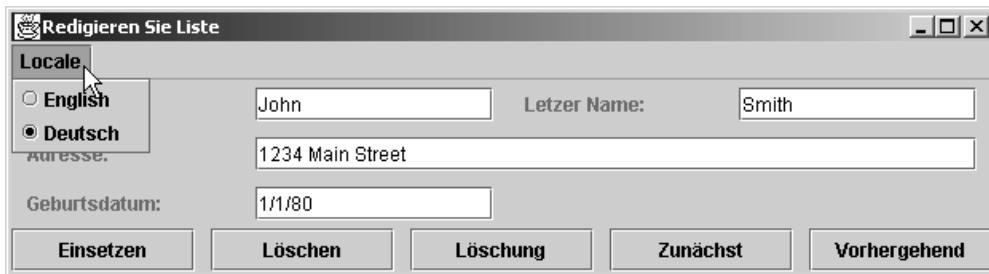 Redigieren Sie Liste
Locale
English
John Letzer Name: Smith
Deutsch
Adresse: 1234 Main Street
Geburtsdatum: 1/1/80
Einsetzen Löschen Löschung Zunächst Vorhergehend